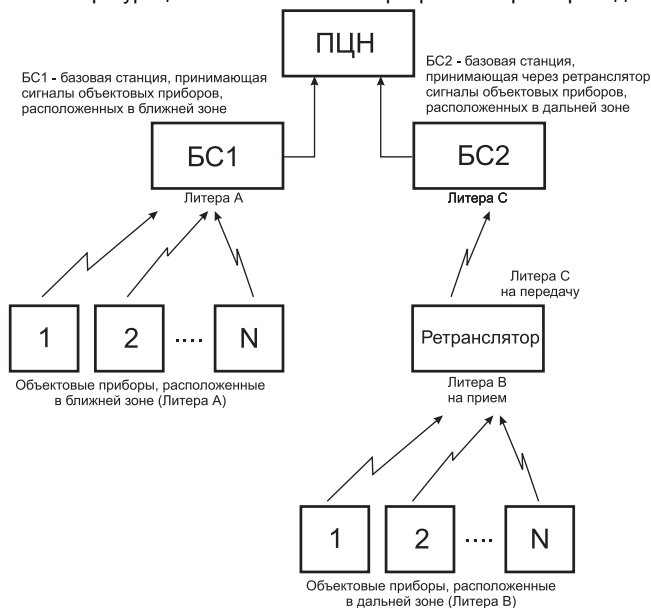 ПЦН
БС1 - базовая станция, принимающая
сигналы объектовых приборов,
расположенных в ближней зоне
БС2 - базовая станция,
принимающая через ретранслятор
сигналы объектовых приборов,
расположенных в дальней зоне
БС1
БС2
Литера А
Литера С
Литера С
на передачу
1
2
....
N
Ретранслятор
Объектовые приборы, расположенные
в ближней зоне (Литера А)
Литера В
на прием
1
2
....
N
Объектовые приборы, расположенные
в дальней зоне (Литера В)